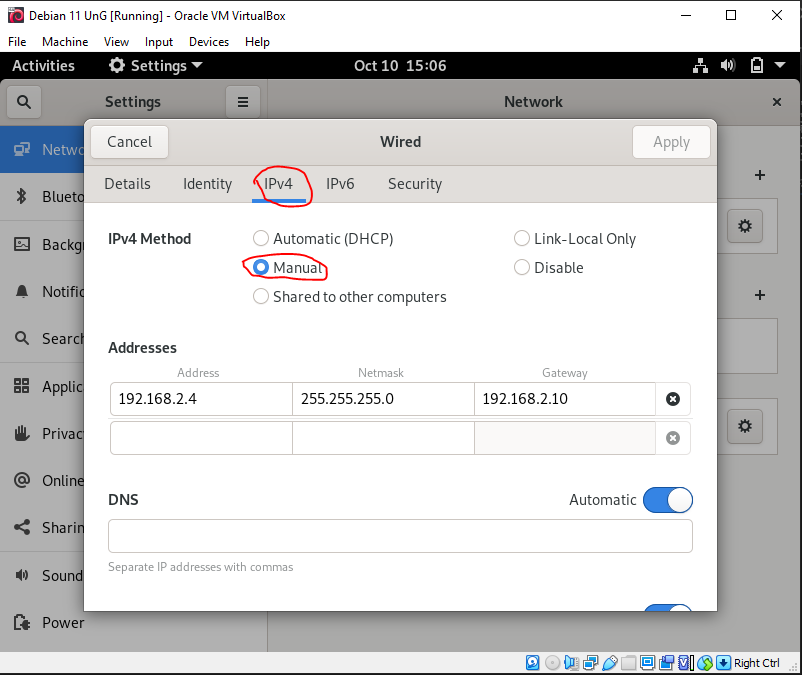 Debian 11 UnG [Running] - Oracle VM VirtualBox
File Machine View Input Devices Help
Activities Settings Oct 10 15:06
Settings Network
Cancel Wired Apply
Netwo
Details Identity IPv4 IPv6 Security
Blueto
IPv4 Method Automatic (DHCP) Link-Local Only
Backg
Manual Disable
Notific
Shared to other computers
Search
Addresses
Address Netmask Gateway
Applic
192.168.2.4 255.255.255.0 192.168.2.10
Privac
Online
DNS Automatic
Sharin
Separate IP addresses with commas
Sound
Power
Right Ctrl